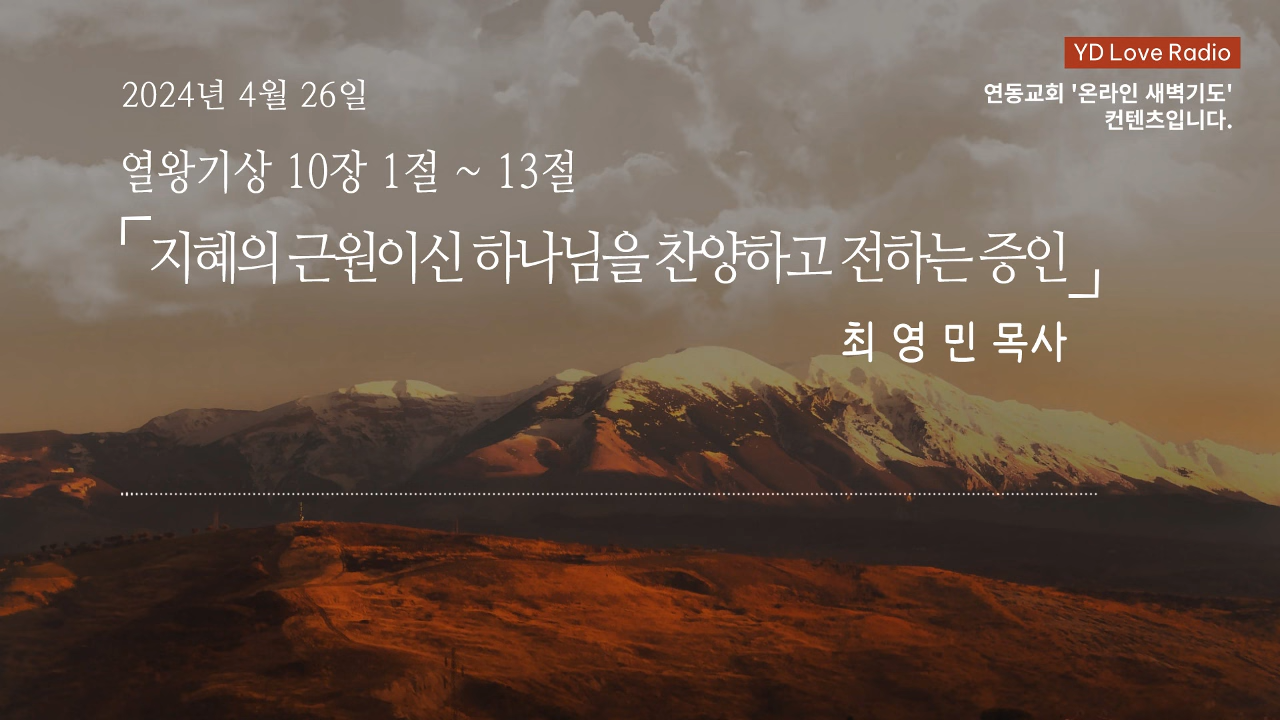 YD Love Radio
연동교회 '온라인 새벽기도'
컨텐츠입니다.
2024년 4월 26일
열왕기상 10장 1절 ~ 13절
「지혜의 근원이신 하나님을 찬양하고 전하는 증인」
최 영 민 목사